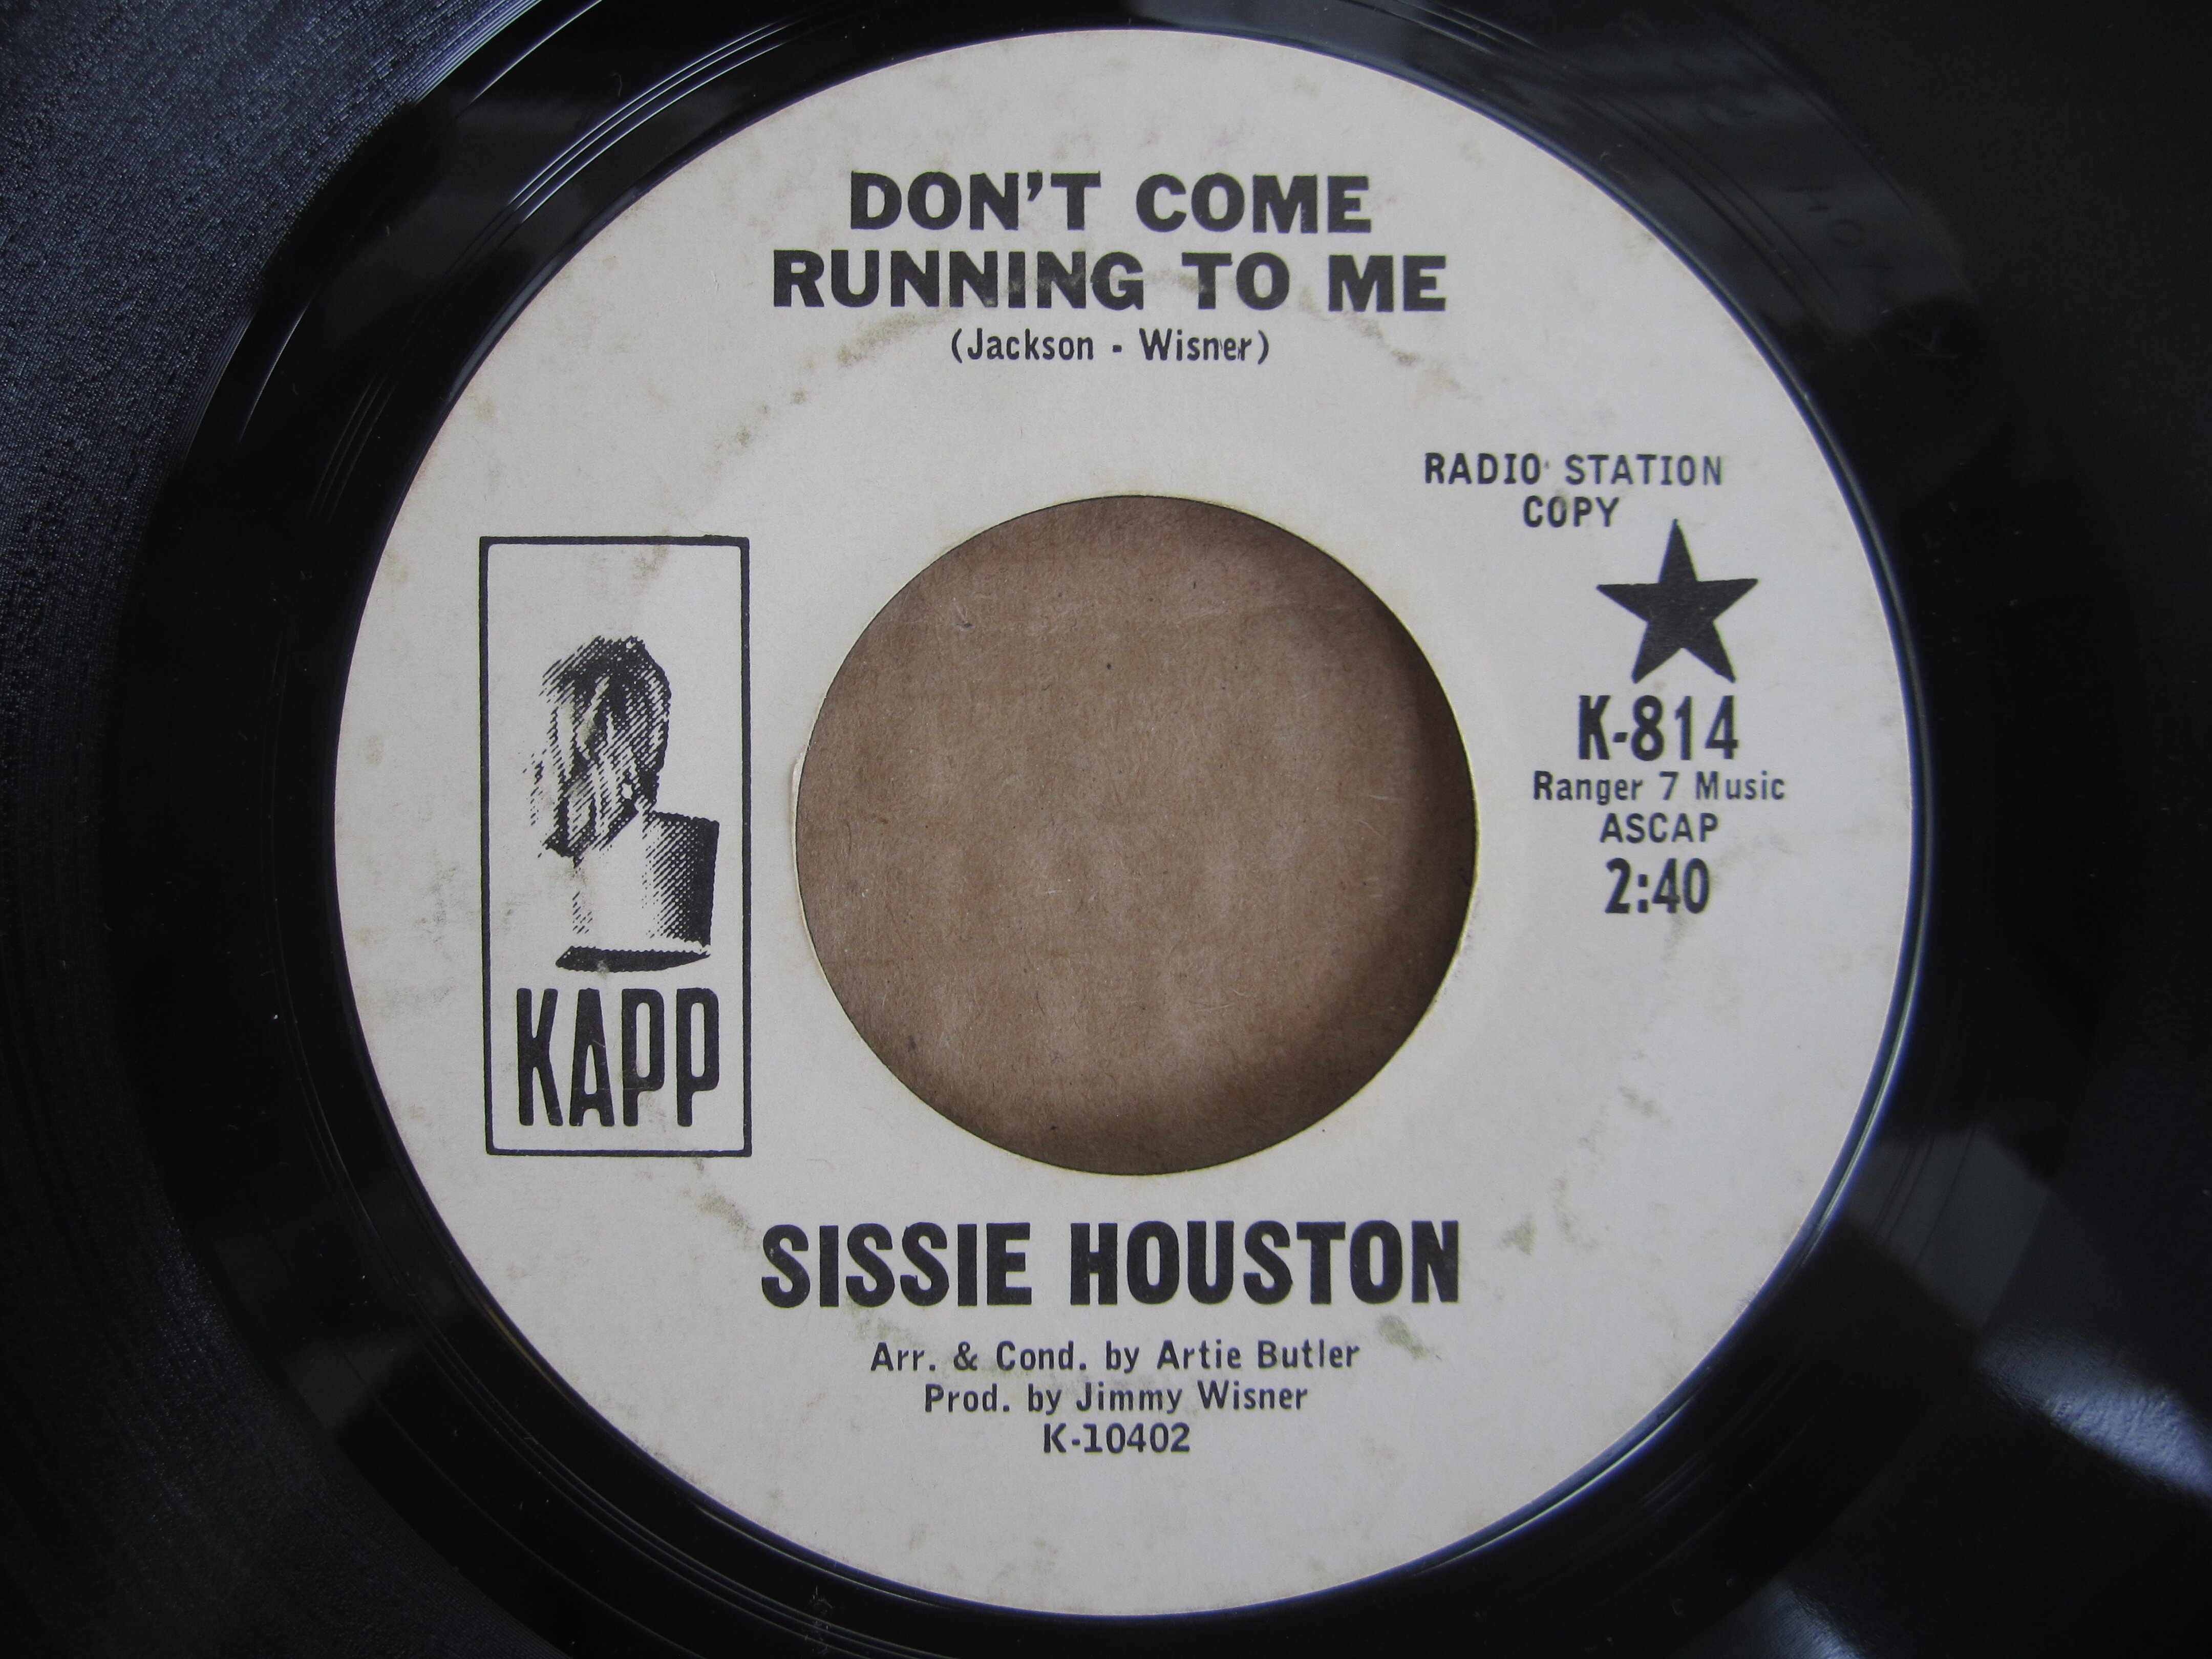 DON'T COME
RUNNING TO ME
(Jackson - Wisner)
RADIO STATION
COPY
K-814
Ranger 7 Music
ASCAP
2:40
KAPP
SISSIE HOUSTON
Arr. & Cond. by Artie Butler
Prod. by Jimmy Wisner
K-10402